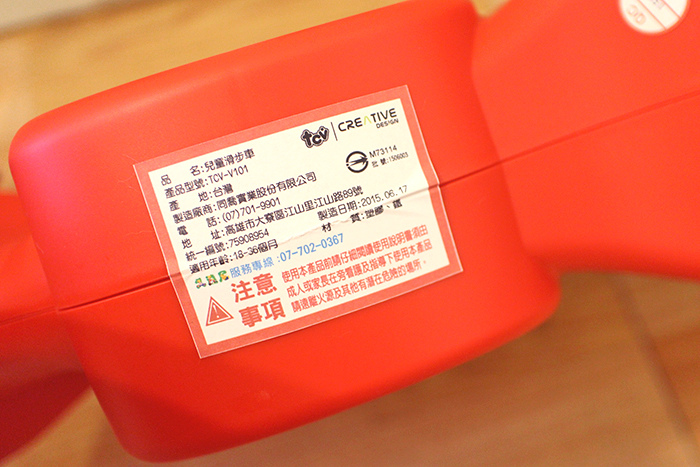 TCV CREATIVE DESIGN
品 名:兒童滑步車
產品型號:TCV-V101
M73114
批號:1506003
產 地:台灣
製造廠商:同喬實業股份有限公司
電 話:(07)701-9901
製造日期:2015.06.17
地 址:高雄市大寮區江山里江山路89號
統一編號:75908954
材 質:塑膠、鐵
適用年齡:18-36個月
服務專線:07-702-0367
注意事項
使用本產品前請仔細閱讀使用說明書須由
成人或家長在旁看護及指導下使用本產品
請遠離火源及其他有潛在危險的場所。